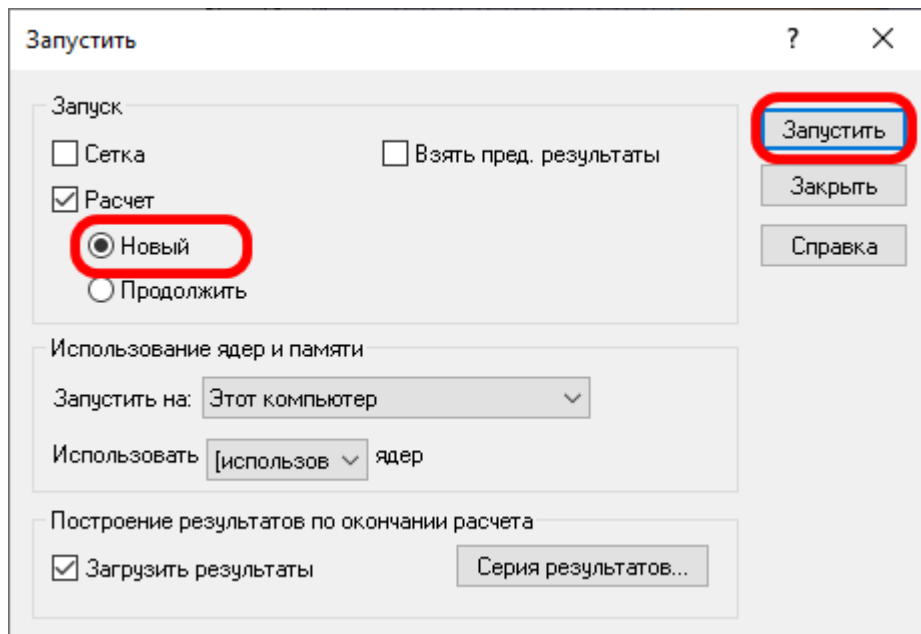 Запустить
?
Запуск
Сетка
Взять пред. результаты
Расчет
Новый
Продолжить
Запустить
Закрыть
Справка
Использование ядер и памяти
Запустить на: Этот компьютер
Использовать [использов ядер
Построение результатов по окончании расчета
Загрузить результаты
Серия результатов...